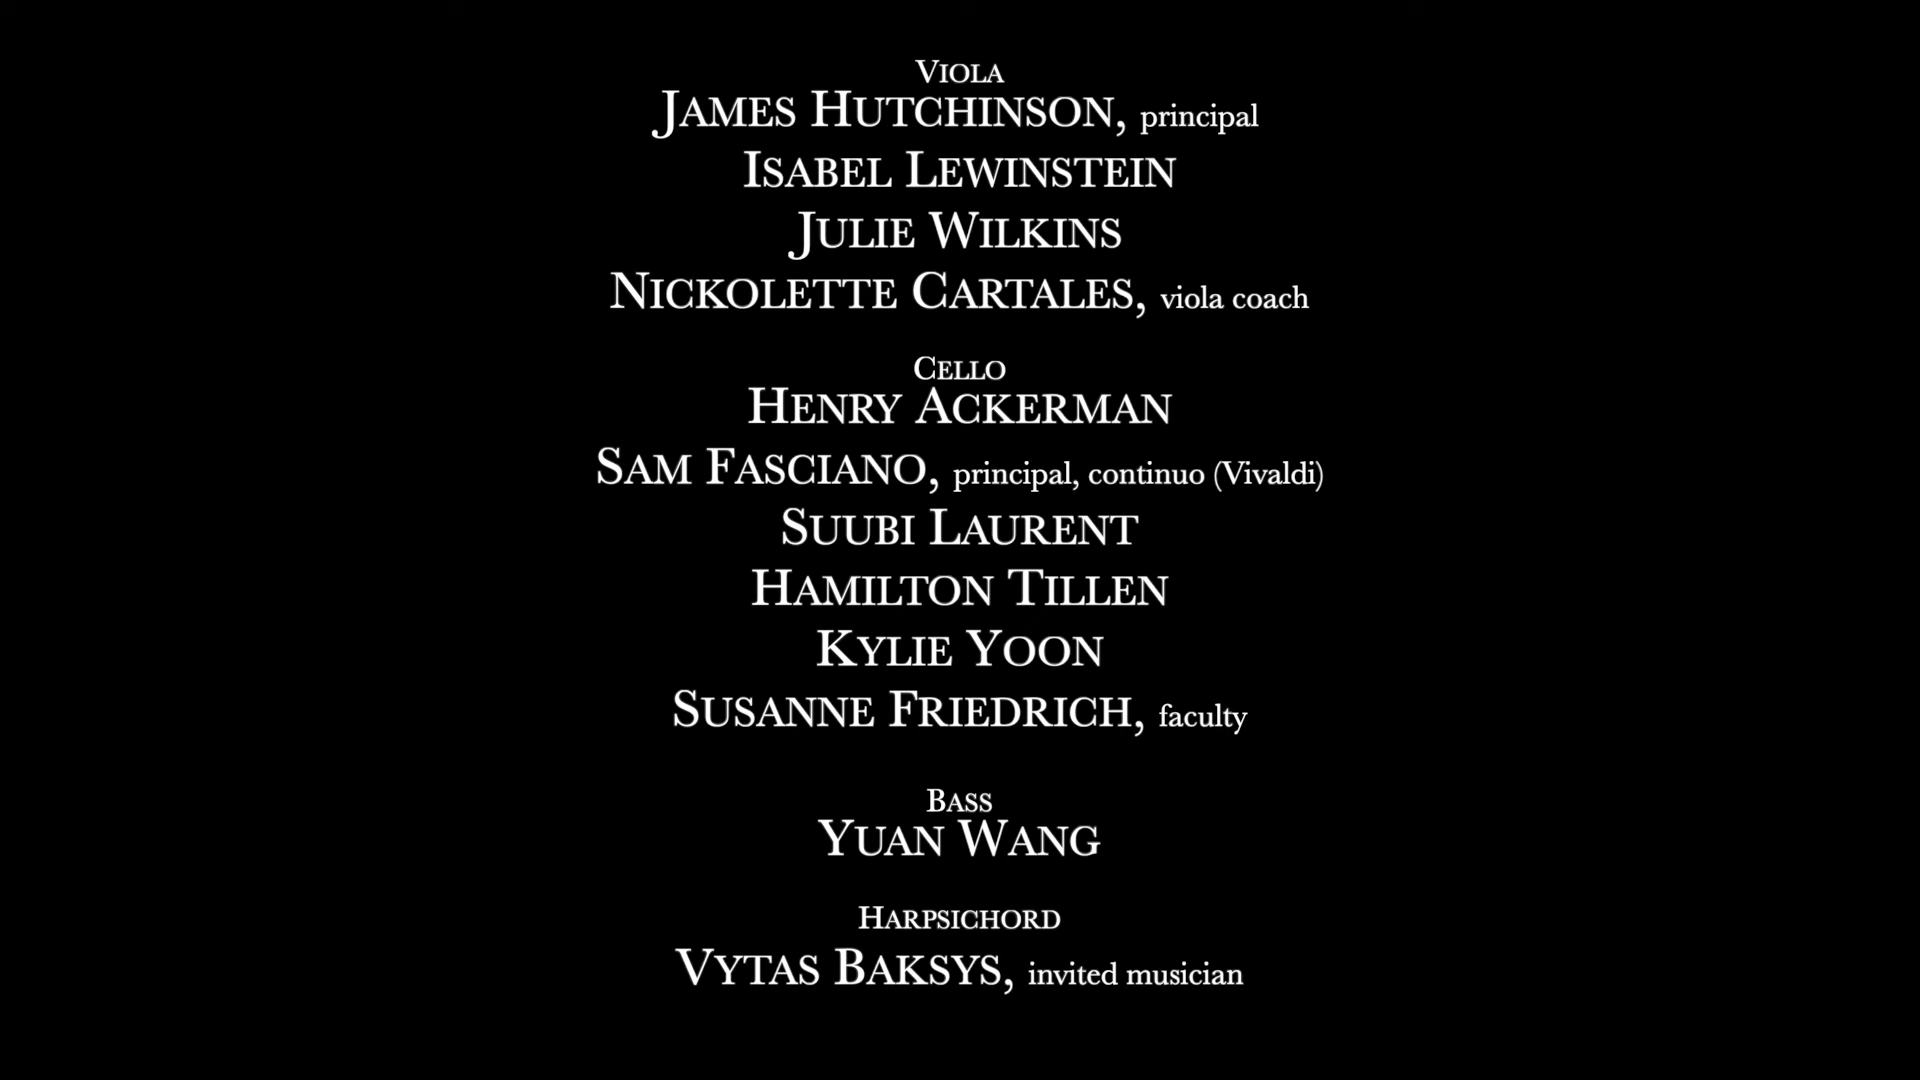 Viola
James Hutchinson, principal
Isabel Lewinstein
Julie Wilkins
Nickolette Cartales, viola coach
Cello
Henry Ackerman
Sam Fasciano, principal, continuo (Vivaldi)
Suubi Laurent
Hamilton Tillen
Kylie Yoon
Susanne Friedrich, faculty
Bass
Yuan Wang
Harpsichord
Vytas Baksys, invited musician